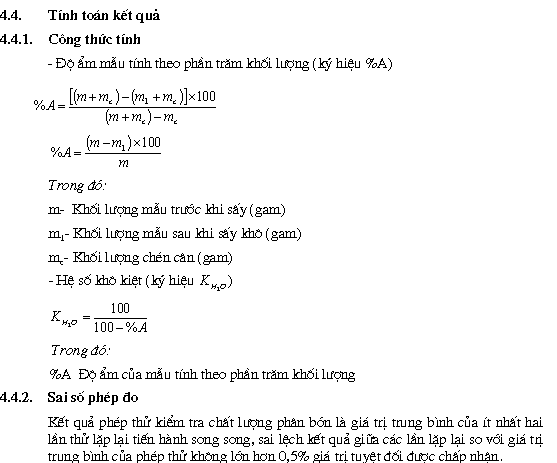 4.4. Tính toán kết quả
4.4.1. Công thức tính
- Độ ẩm mẫu tính theo phần trăm khối lượng (ký hiệu %A)
%A = [(m + mc) − (m1 + mc)] × 100 / (m + mc) − mc
%A = (m − m1) × 100 / m
Trong đó:
m- Khối lượng mẫu trước khi sấy (gam)
m1- Khối lượng mẫu sau khi sấy khô (gam)
mc- Khối lượng chén cân (gam)
- Hệ số khô kiệt (ký hiệu KH2O)
KH2O = 100 / 100 − %A
Trong đó:
%A Độ ẩm của mẫu tính theo phần trăm khối lượng
4.4.2. Sai số phép đo
Kết quả phép thử kiểm tra chất lượng phân bón là giá trị trung bình của ít nhất hai
lần thử lặp lại tiến hành song song, sai lệch kết quả giữa các lần lặp lại so với giá trị
trung bình của phép thử không lớn hơn 0,5% giá trị tuyệt đối được chấp nhận.